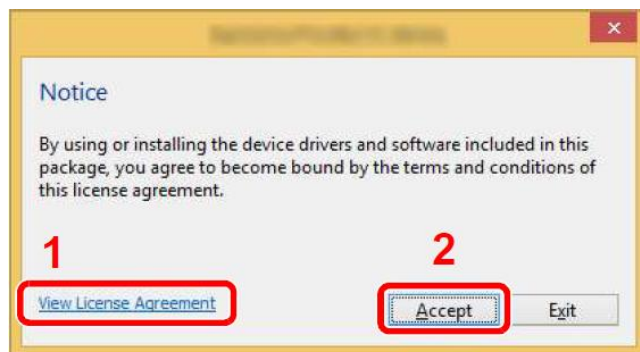 Notice
By using or installing the device drivers and software included in this
package, you agree to become bound by the terms and conditions of
this license agreement.
1
2
View License Agreement
Accept
Exit